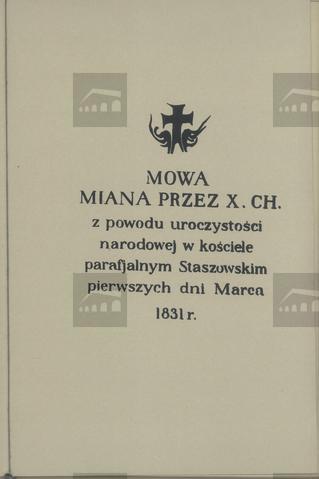 MOWA
MIANA PRZEZ X. CH.
z powodu uroczystości
narodowej w kościele
parafjalnym Staszowskim
pierwszych dni Marca
1831 r.